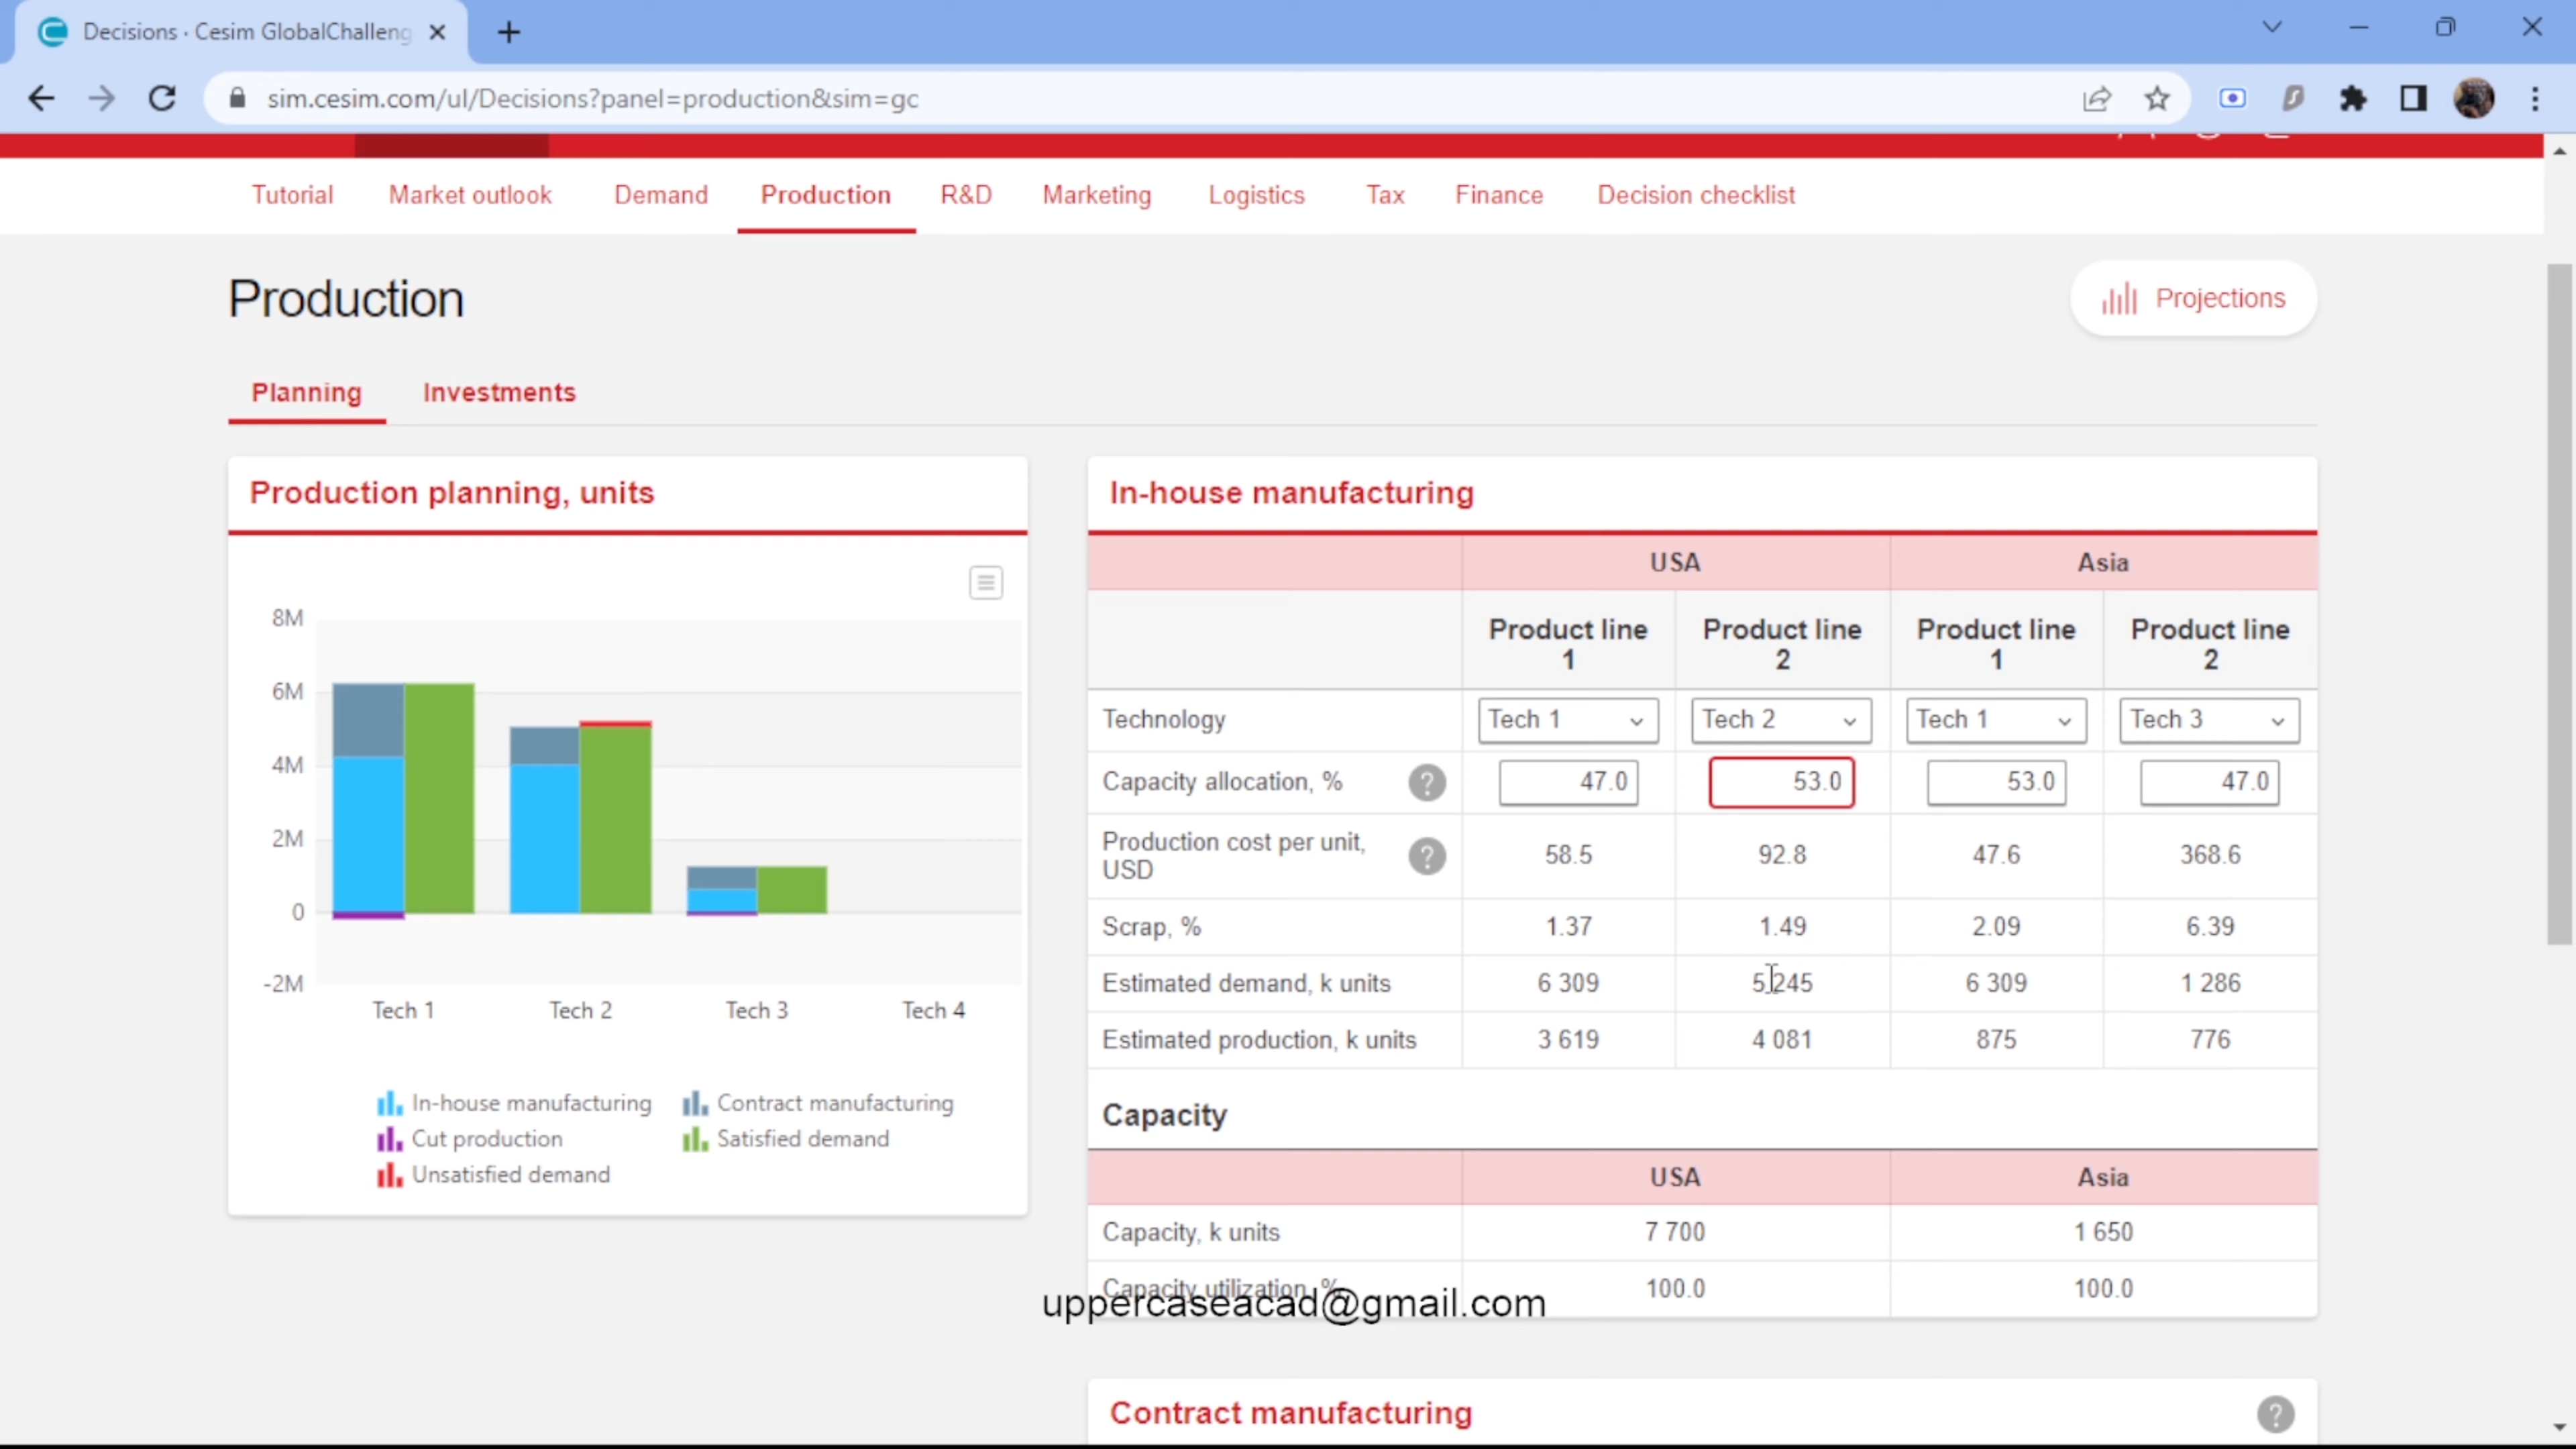 Decisions · Cesim GlobalChalleng
sim.cesim.com/ul/Decisions?panel=production&sim=gc
Tutorial Market outlook Demand Production R&D Marketing Logistics Tax Finance Decision checklist
Production
Projections
Planning Investments
Production planning, units
8M
6M
4M
2M
0
-2M
Tech 1 Tech 2 Tech 3 Tech 4
In-house manufacturing Contract manufacturing
Cut production Satisfied demand
Unsatisfied demand
In-house manufacturing
USA Asia
Product line 1 Product line 2 Product line 1 Product line 2
Technology Tech 1 Tech 2 Tech 1 Tech 3
Capacity allocation, % ? 47.0 53.0 53.0 47.0
Production cost per unit, USD ? 58.5 92.8 47.6 368.6
Scrap, % 1.37 1.49 2.09 6.39
Estimated demand, k units 6 309 5 245 6 309 1 286
Estimated production, k units 3 619 4 081 875 776
Capacity
USA Asia
Capacity, k units 7 700 1 650
Capacity utilization, % 100.0 100.0
uppercaseacad@gmail.com
Contract manufacturing ?